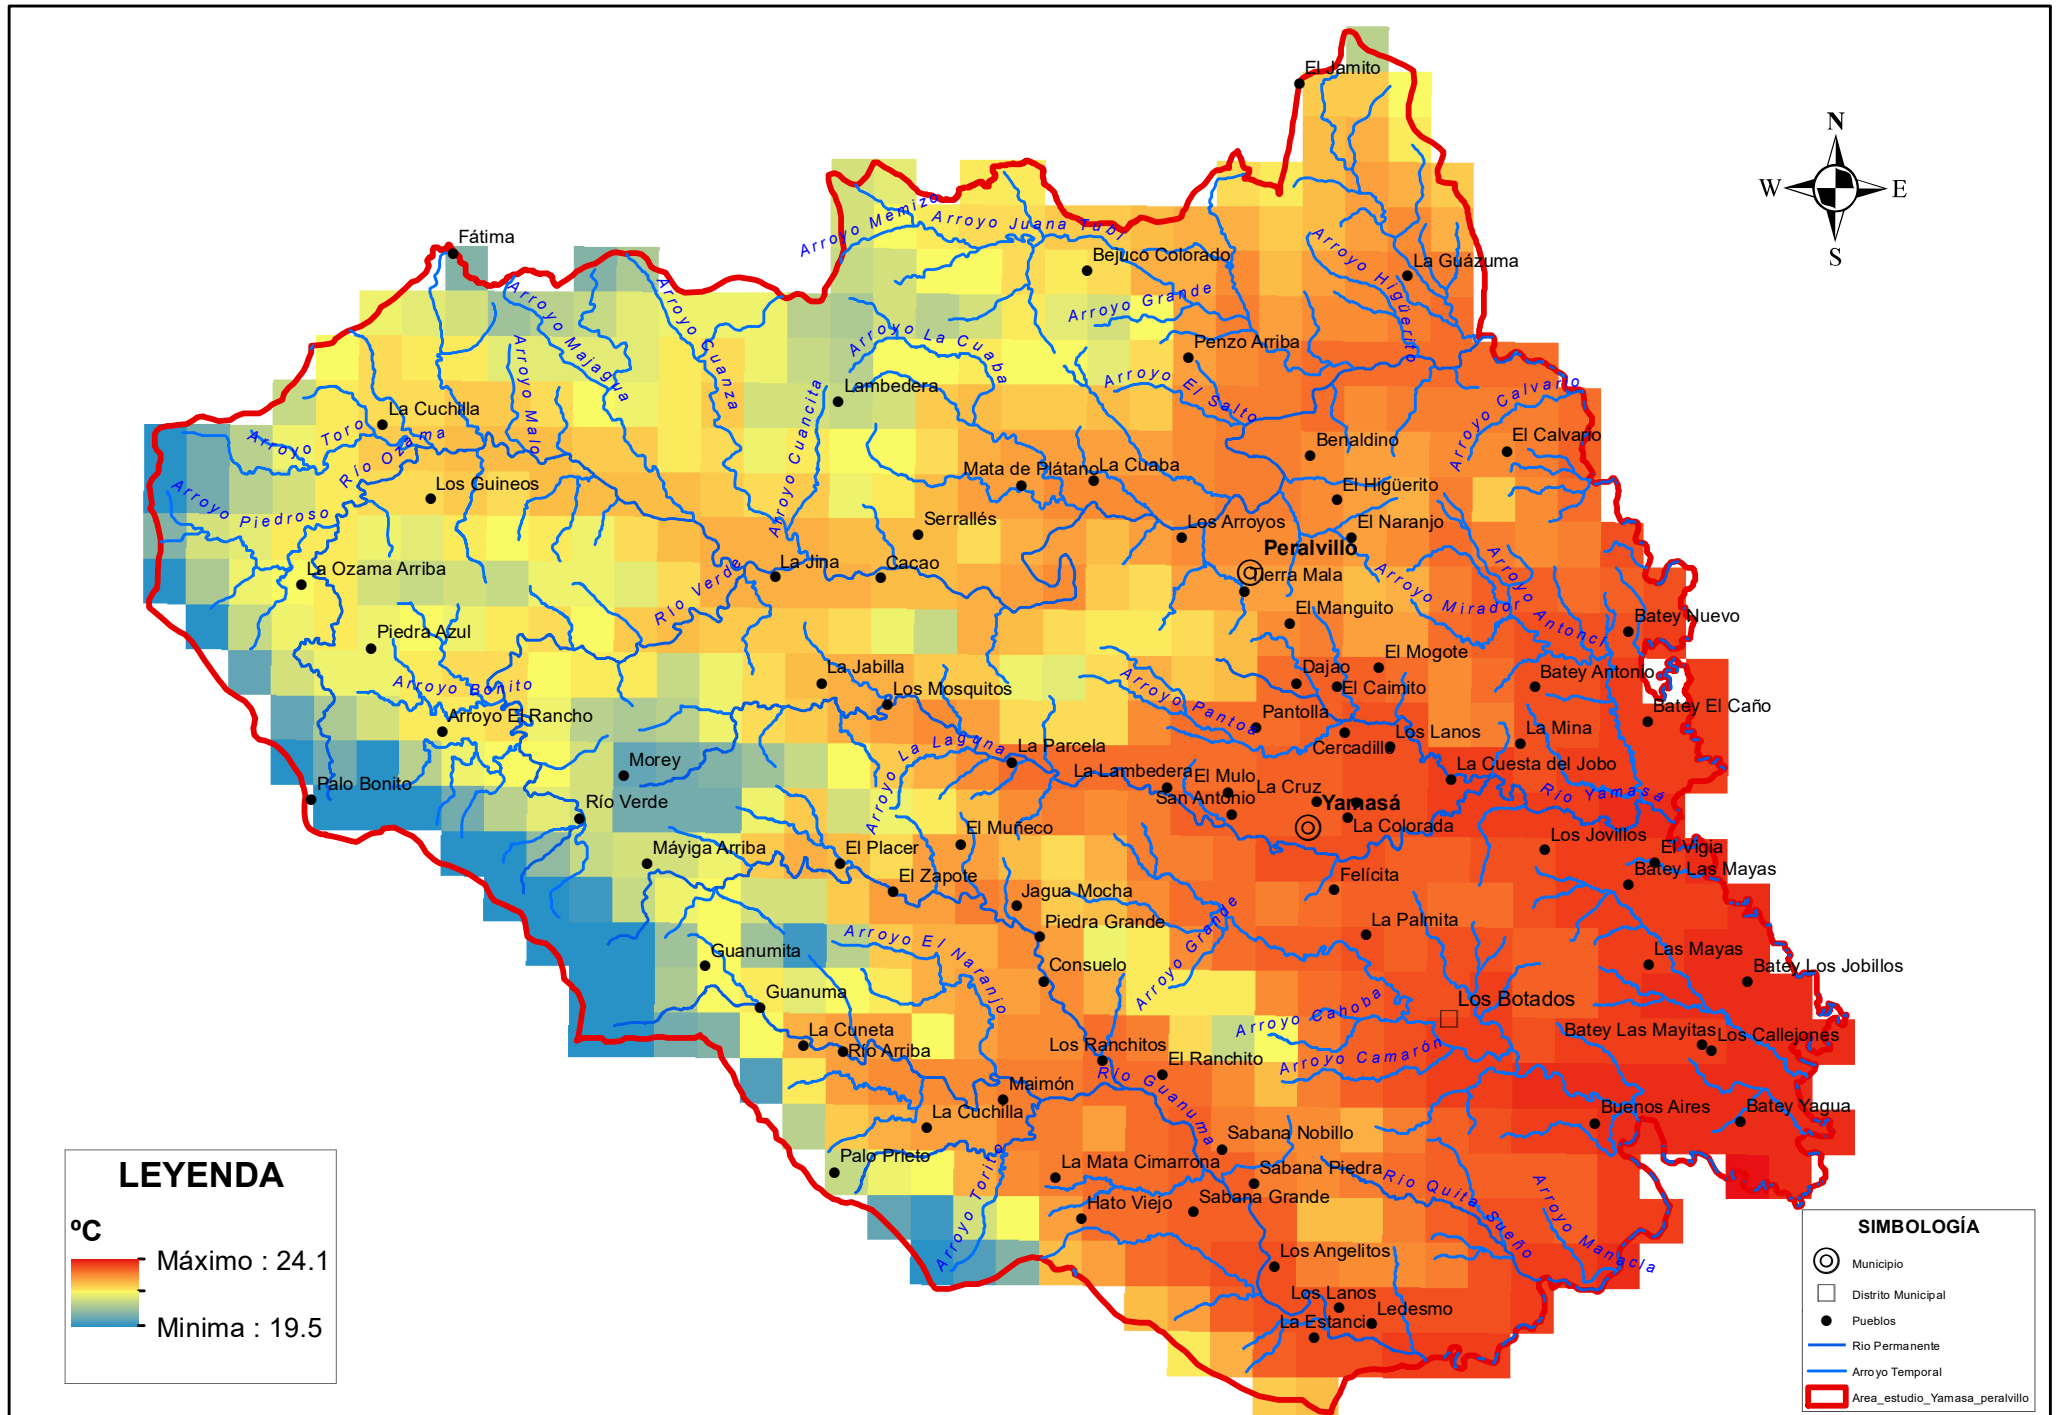 El Jamito
N
W
E
S
Arroyo Memizo
Arroyo Juana Tubí
Fátima
Bejuco Colorado
Arroyo Higüerito
La Guázuma
Arroyo Majagua
Arroyo Cuanza
Arroyo Grande
Arroyo Malo
Arroyo La Cuaba
Penzo Arriba
Arroyo El Salto
Arroyo Calvario
Lambedera
La Cuchilla
Arroyo Toro
Río Ozama
Arroyo Cuancita
Benaldino
El Calvario
Mata de Plátano
La Cuaba
Los Guineos
El Higüerito
Arroyo Piedroso
Serrallés
Los Arroyos
El Naranjo
Peralvillo
La Ozama Arriba
La Jina
Cacao
Tierra Mala
Río Verde
Arroyo Mirador
Arroyo Antonci
El Manguito
Batey Nuevo
Piedra Azul
El Mogote
La Jabilla
Dajao
El Caimito
Batey Antonio
Arroyo Bonito
Los Mosquitos
Arroyo Pantoa
Arroyo El Rancho
Pantolla
Batey El Caño
Arroyo La Laguna
Cercadillo
Los Lanos
La Mina
La Parcela
Morey
La Lambedera
El Mulo
La Cruz
La Cuesta del Jobo
Palo Bonito
San Antonio
Río Yamasá
Río Verde
Yamasá
La Colorada
El Muñeco
Los Jovillos
El Vigia
Máyiga Arriba
El Placer
Batey Las Mayas
El Zapote
Felícita
Jagua Mocha
Piedra Grande
La Palmita
Arroyo El Naranjo
Arroyo Grande
Guanumita
Consuelo
Las Mayas
Batey Los Jobillos
Guanuma
Los Botados
Arroyo Cahoba
La Cuneta
Río Arriba
Los Ranchitos
El Ranchito
Arroyo Camarón
Batey Las Mayitas
Los Callejones
Río Guanuma
Maimón
La Cuchilla
Buenos Aires
Batey Yagua
Sabana Nobillo
Palo Prieto
Arroyo Torito
La Mata Cimarrona
Sabana Piedra
Río Quita Sueño
Arroyo Manacla
Sabana Grande
Hato Viejo
Los Angelitos
Los Lanos
Ledesmo
La Estanci
LEYENDA
ºC
Máximo : 24.1
Minima : 19.5
SIMBOLOGÍA
Municipio
Distrito Municipal
Pueblos
Rio Permanente
Arroyo Temporal
Area_estudio_Yamasa_peralvillo